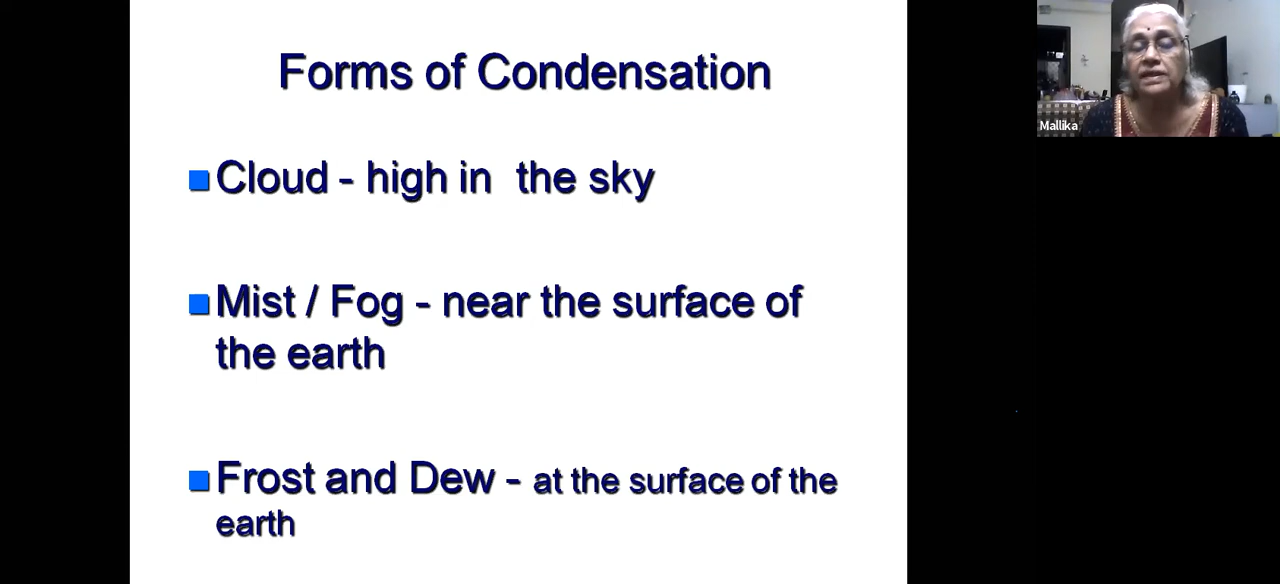 Forms of Condensation
Cloud - high in the sky
Mist / Fog - near the surface of
the earth
Frost and Dew - at the surface of the
earth
Mallika